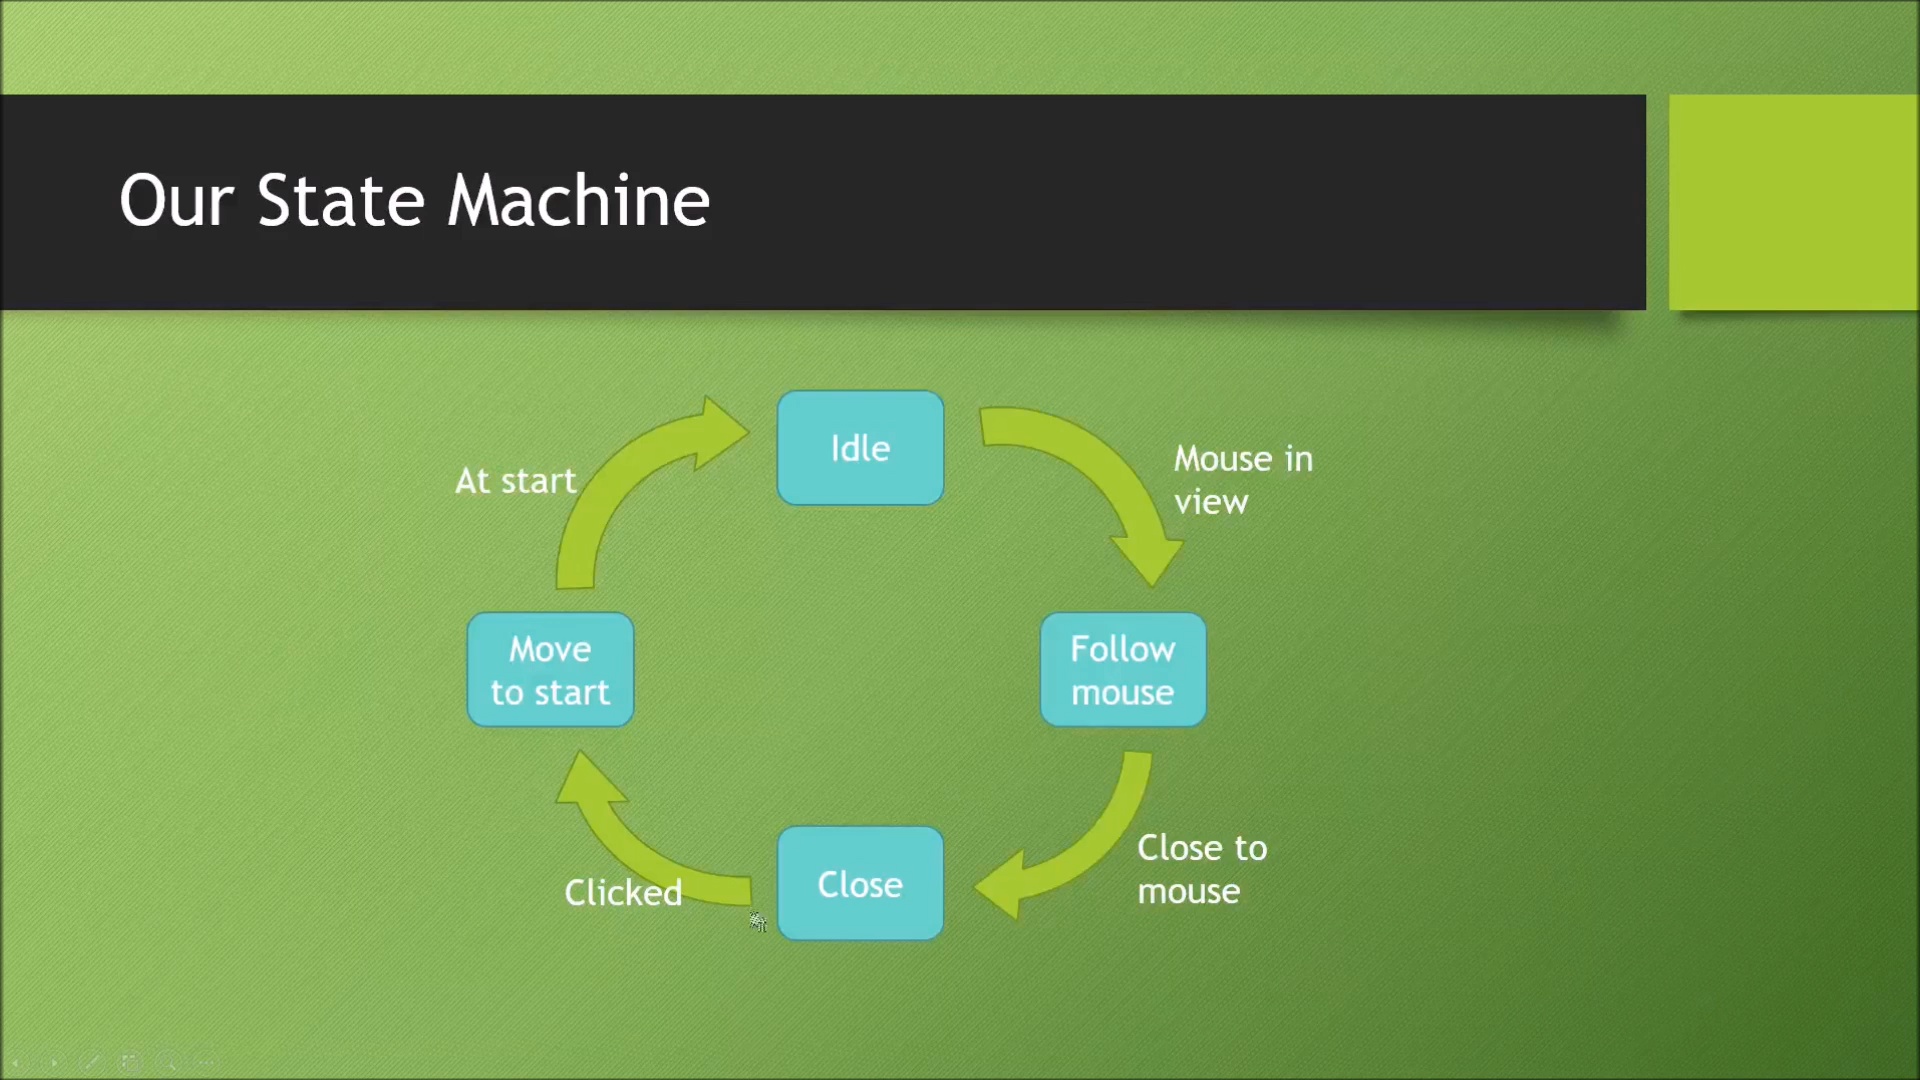 Our State Machine
Idle
At start
Mouse in
view
Move
to start
Follow
mouse
Close to
mouse
Close
Clicked